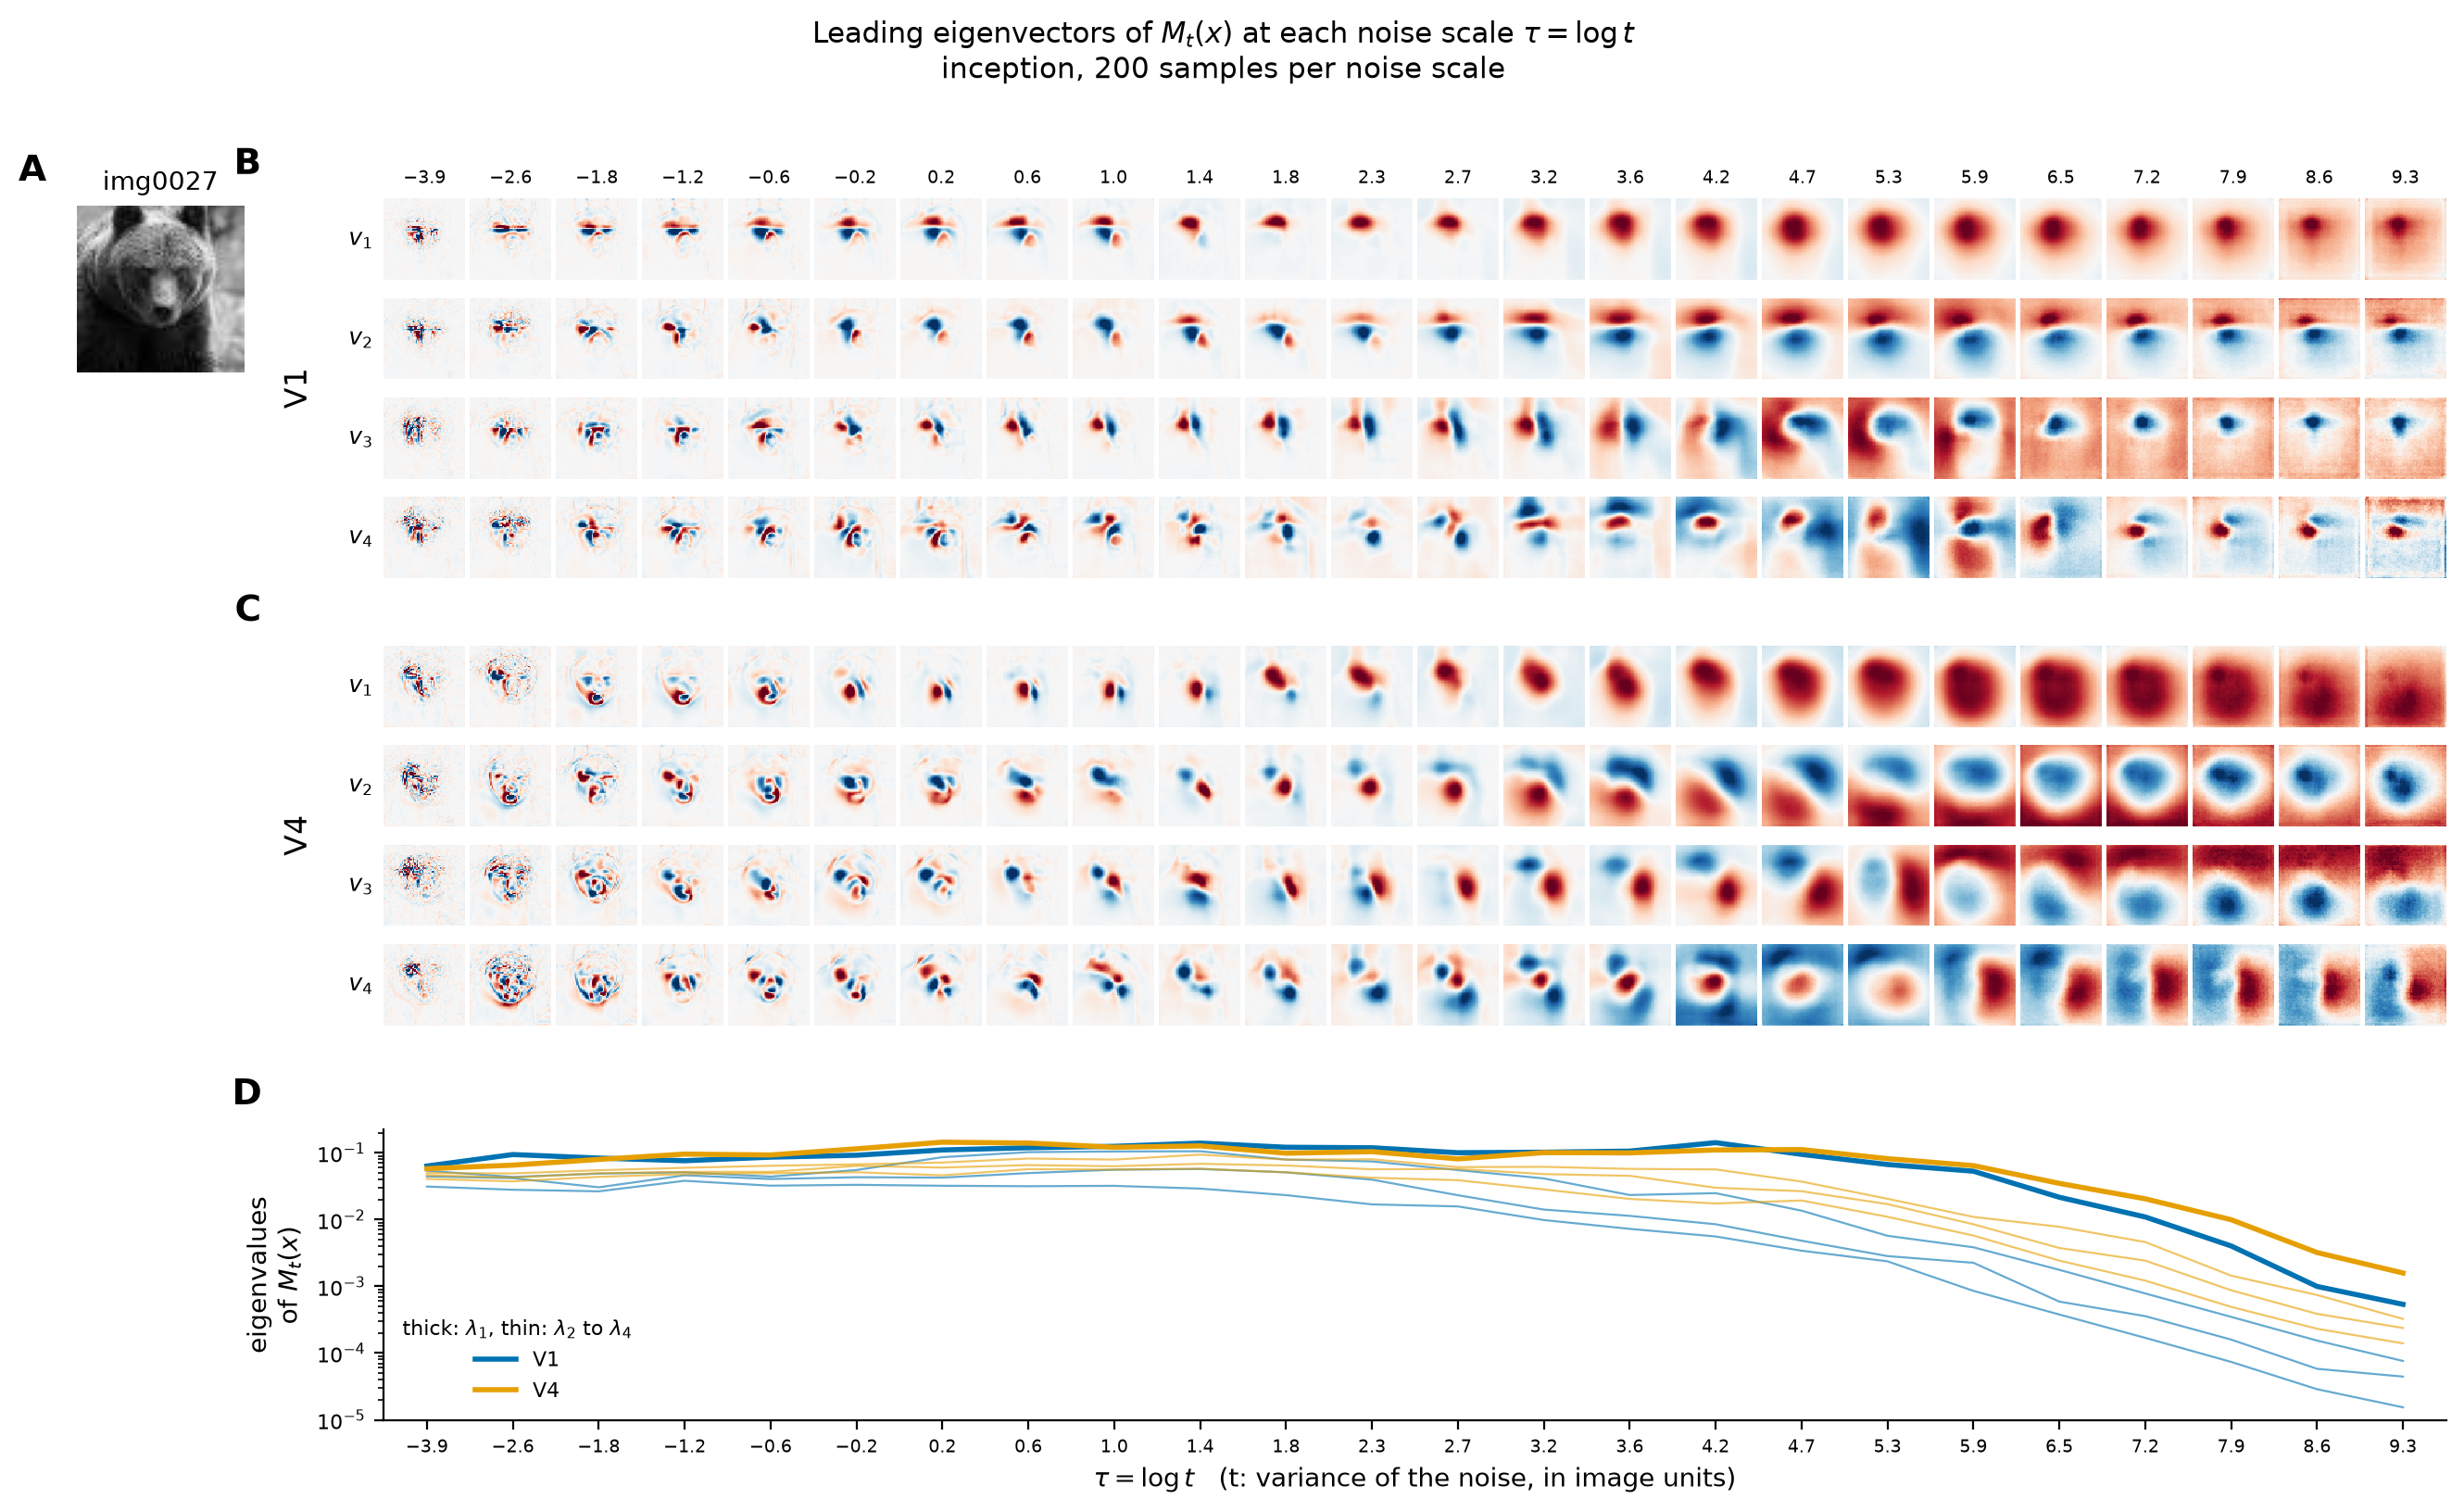 Leading eigenvectors of M_t(x) at each noise scale τ = log t
inception, 200 samples per noise scale
A
img0027
B
−3.9 −2.6 −1.8 −1.2 −0.6 −0.2 0.2 0.6 1.0 1.4 1.8 2.3 2.7 3.2 3.6 4.2 4.7 5.3 5.9 6.5 7.2 7.9 8.6 9.3
V1
v₁
v₂
v₃
v₄
C
V4
v₁
v₂
v₃
v₄
D
eigenvalues
of M_t(x)
10⁻¹
10⁻²
10⁻³
10⁻⁴
10⁻⁵
thick: λ₁, thin: λ₂ to λ₄
V1
V4
−3.9 −2.6 −1.8 −1.2 −0.6 −0.2 0.2 0.6 1.0 1.4 1.8 2.3 2.7 3.2 3.6 4.2 4.7 5.3 5.9 6.5 7.2 7.9 8.6 9.3
τ = log t (t: variance of the noise, in image units)